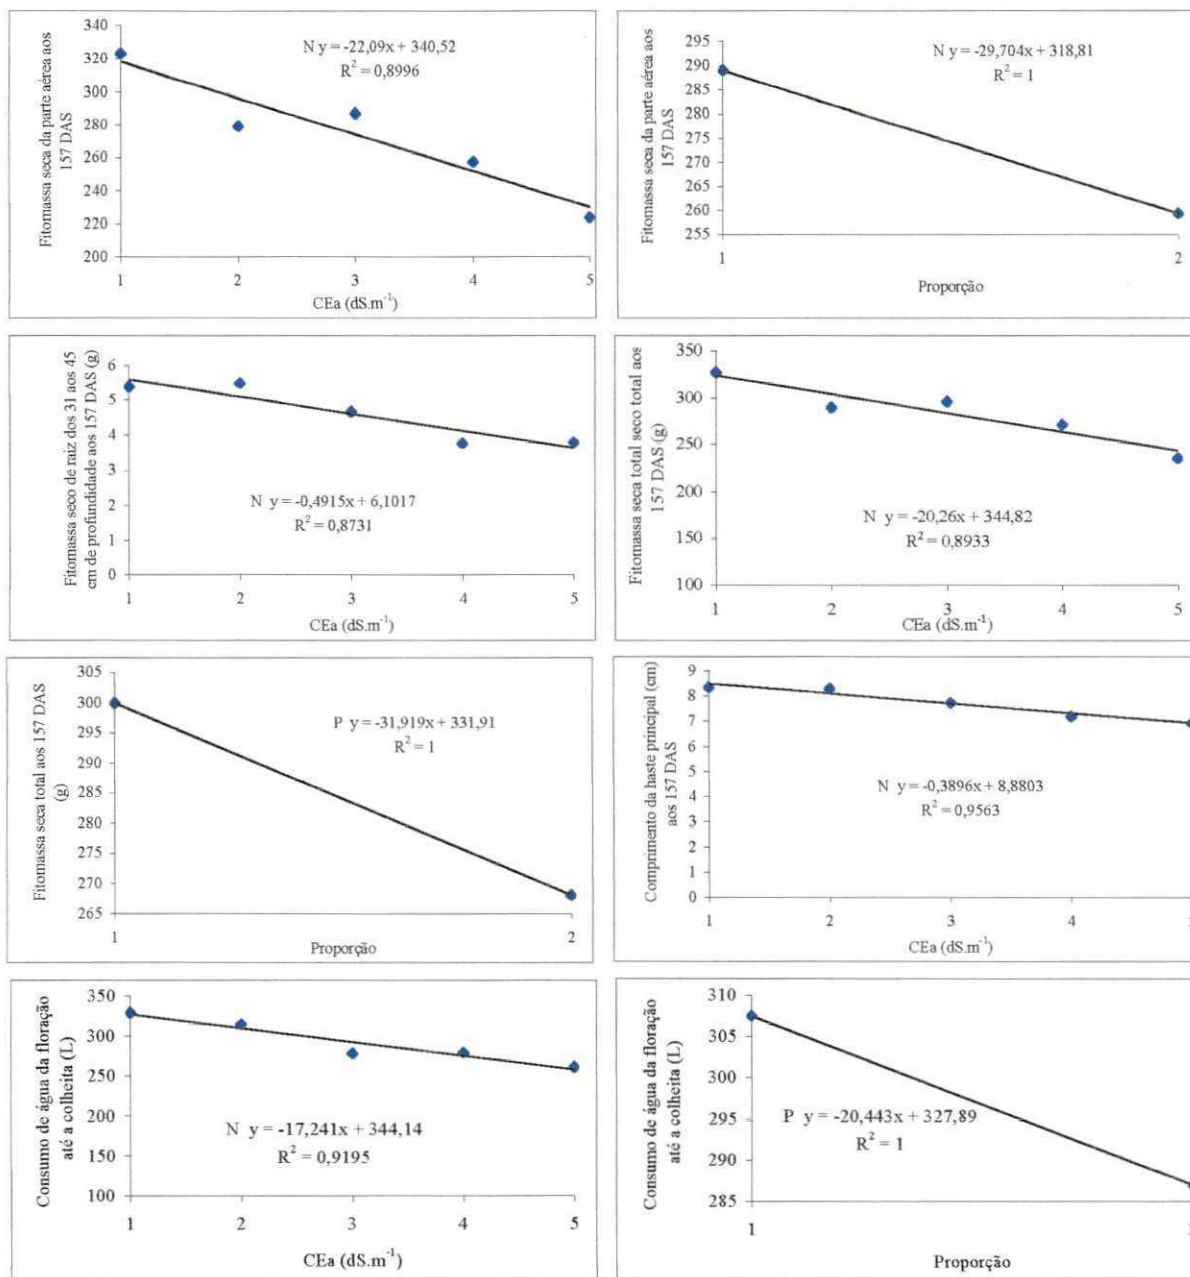 Fitomassa seca da parte aérea aos
157 DAS
340
320
300
280
260
240
220
200
N y = -22,09x + 340,52
R² = 0,8996
1 2 3 4 5
CEa (dS.m⁻¹)
Fitomassa seca da parte aérea aos
157 DAS
295
290
285
280
275
270
265
260
255
N y = -29,704x + 318,81
R² = 1
1 2
Proporção
Fitomassa seco de raiz dos 31 aos 45
cm de profundidade aos 157 DAS (g)
6
5
4
3
2
1
0
N y = -0,4915x + 6,1017
R² = 0,8731
1 2 3 4 5
CEa (dS.m⁻¹)
Fitomassa seca total seco total aos
157 DAS (g)
350
300
250
200
150
100
N y = -20,26x + 344,82
R² = 0,8933
1 2 3 4 5
CEa (dS.m⁻¹)
Fitomassa seca total aos 157 DAS
(g)
305
300
295
290
285
280
275
270
265
P y = -31,919x + 331,91
R² = 1
1 2
Proporção
Comprimento da haste principal (cm)
aos 157 DAS
9
8
7
6
5
4
3
2
1
0
N y = -0,3896x + 8,8803
R² = 0,9563
1 2 3 4
CEa (dS.m⁻¹)
Consumo de água da floração
até a colheita (L)
350
300
250
200
150
100
N y = -17,241x + 344,14
R² = 0,9195
1 2 3 4 5
CEa (dS.m⁻¹)
Consumo de água da floração
até a colheita (L)
310
305
300
295
290
285
P y = -20,443x + 327,89
R² = 1
1
Proporção